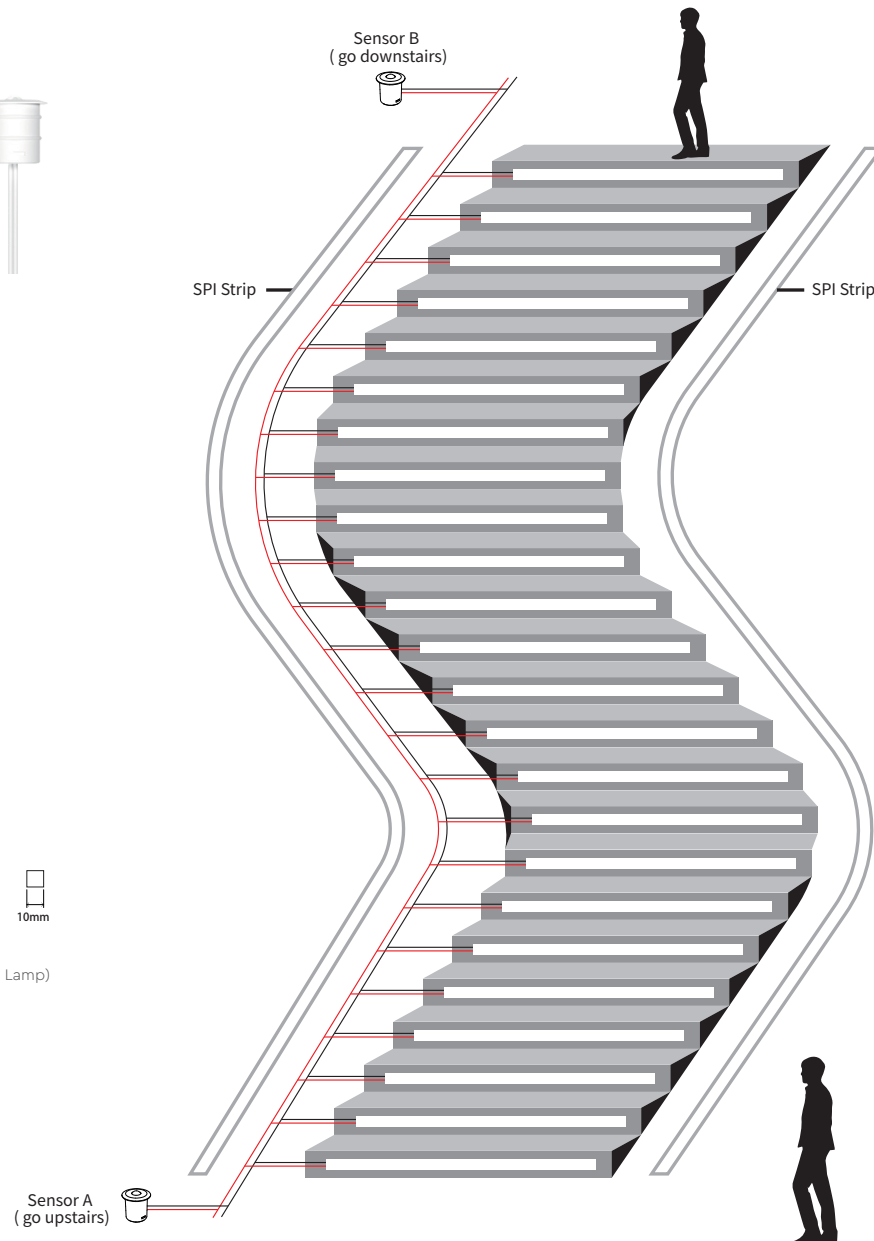 Sensor B
( go downstairs)
SPI Strip
SPI Strip
10mm
Lamp)
Sensor A
( go upstairs)